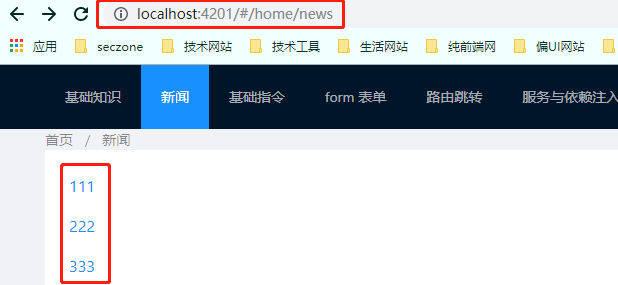 localhost:4201/#/home/news
应用 seczone 技术网站 技术工具 生活网站 纯前端网 偏UI网站
基础知识 新闻 基础指令 form 表单 路由跳转 服务与依赖注入
首页 / 新闻
111
222
333